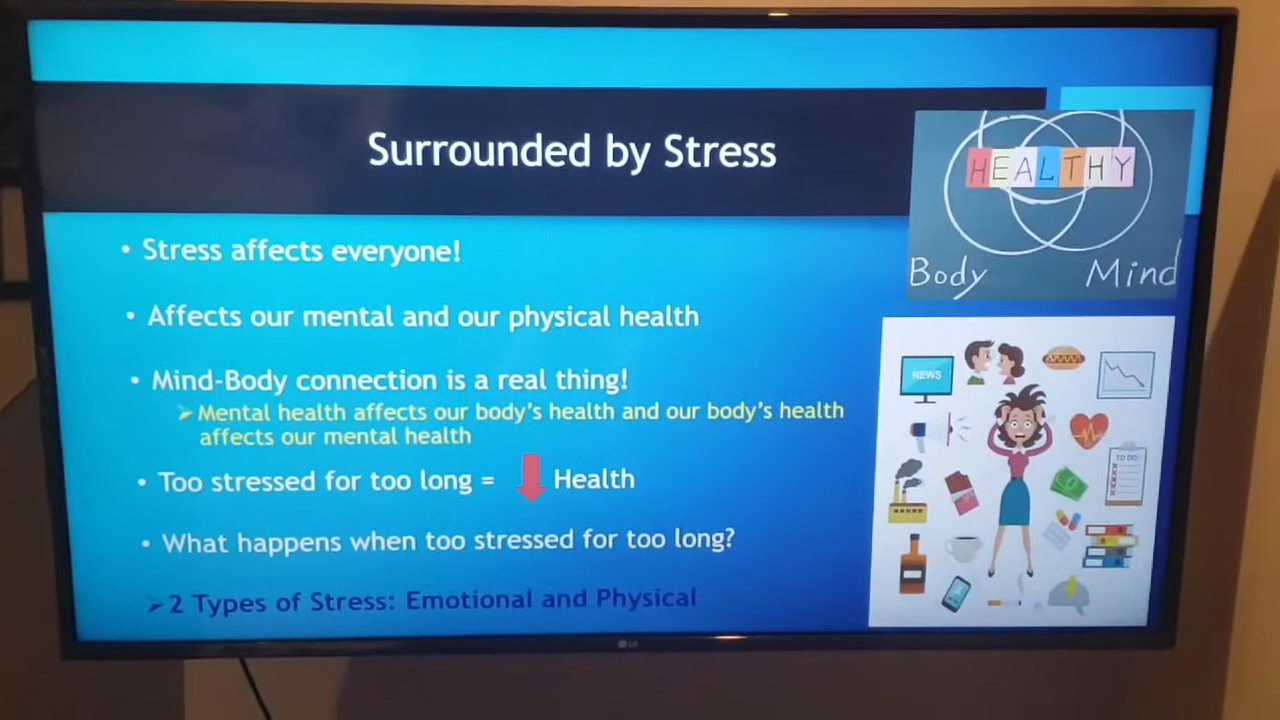 Surrounded by Stress
HEALTHY
Body Mind
• Stress affects everyone!
• Affects our mental and our physical health
• Mind-Body connection is a real thing!
➢ Mental health affects our body's health and our body's health
affects our mental health
• Too stressed for too long = Health
• What happens when too stressed for too long?
➢ 2 Types of Stress: Emotional and Physical
NEWS
TO DO:
LG